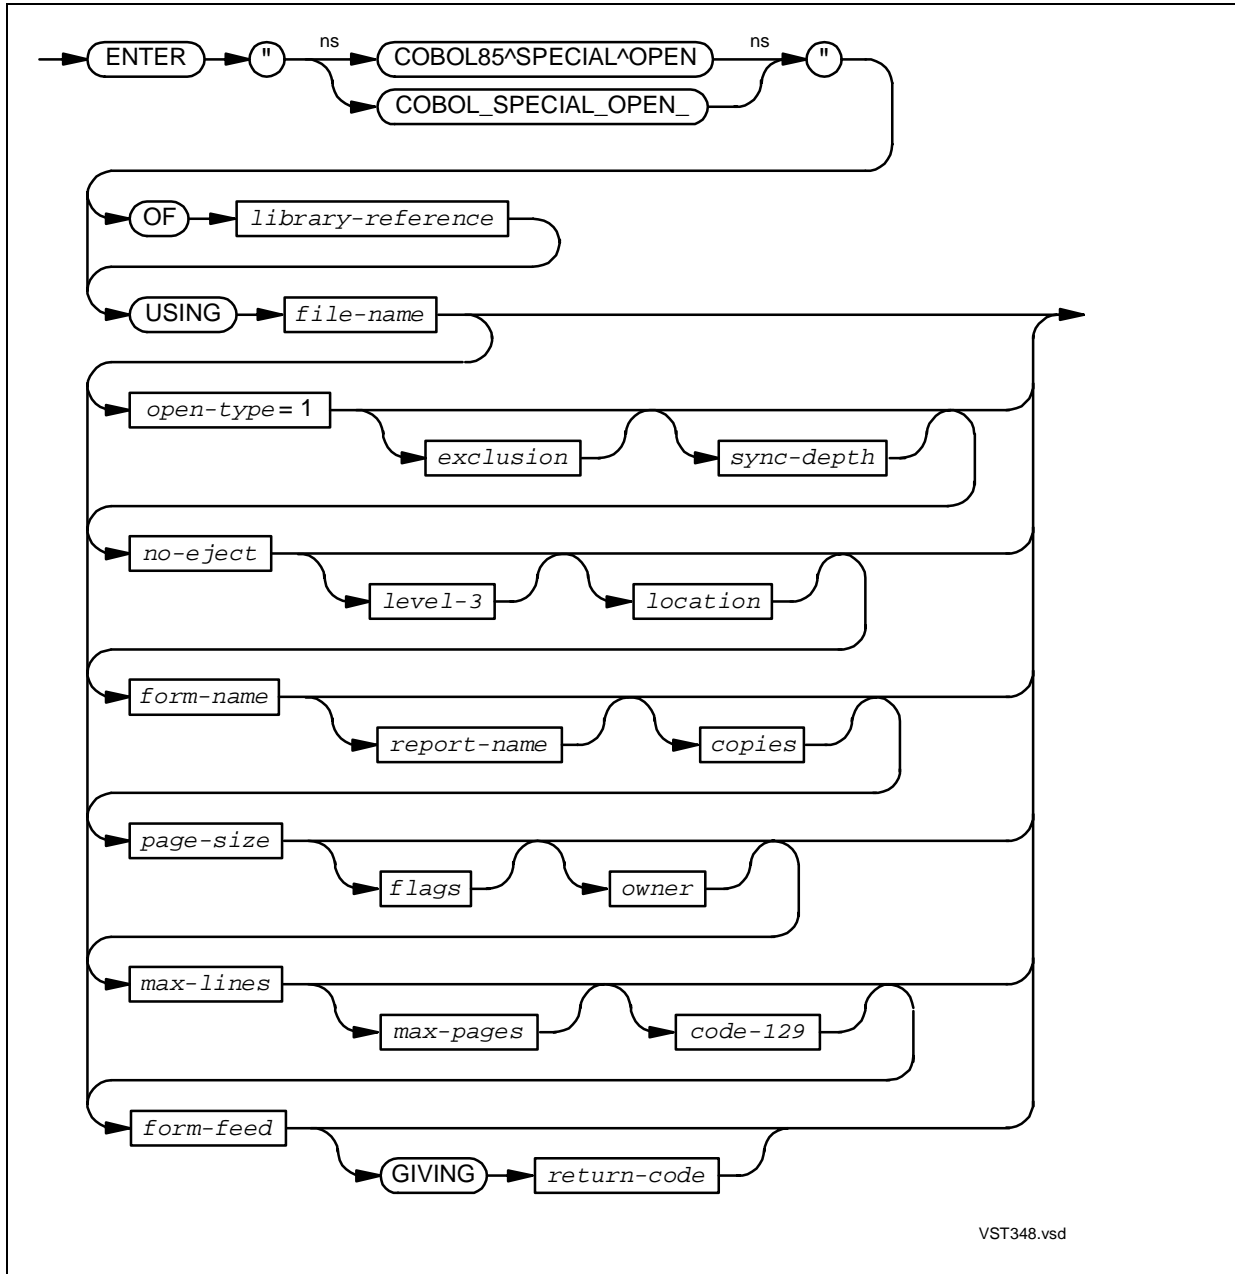 ns ns
ENTER " COBOL85^SPECIAL^OPEN "
COBOL_SPECIAL_OPEN_
OF library-reference
USING file-name
open-type = 1
exclusion sync-depth
no-eject
level-3 location
form-name
report-name copies
page-size
flags owner
max-lines
max-pages code-129
form-feed
GIVING return-code
VST348.vsd